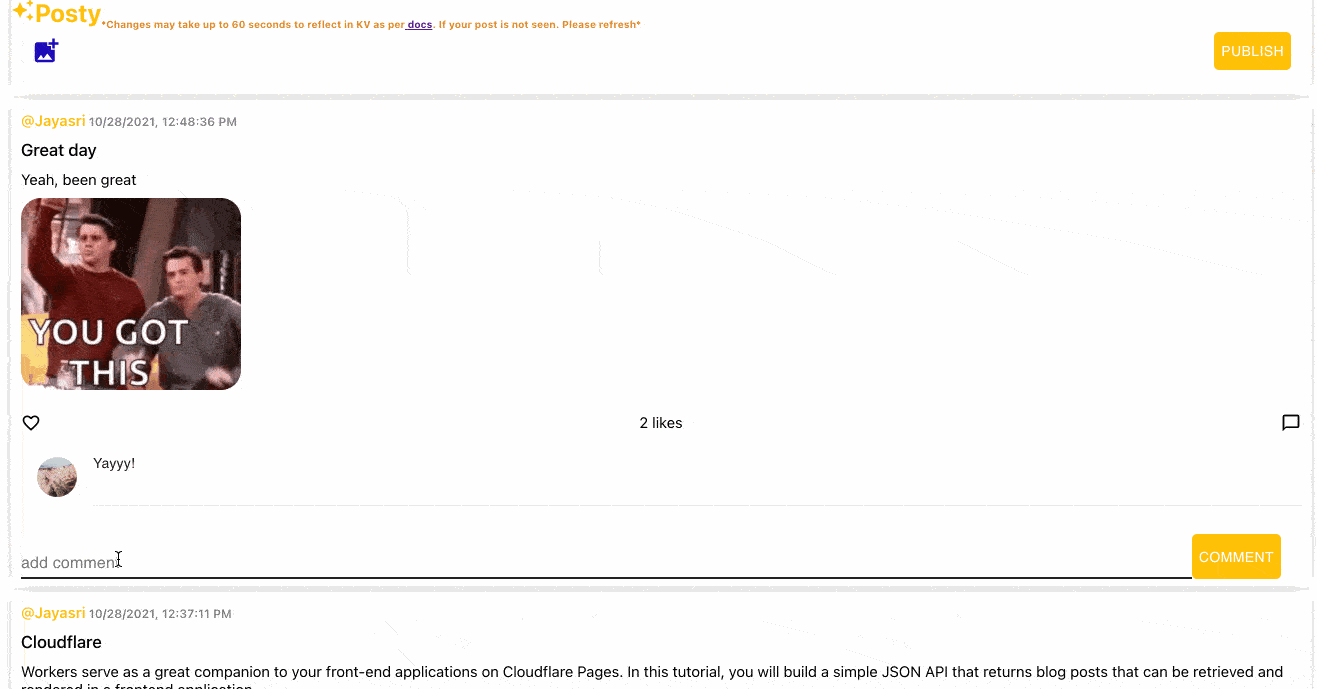 Posty
*Changes may take up to 60 seconds to reflect in KV as per docs. If your post is not seen. Please refresh*
PUBLISH
@Jayasri 10/28/2021, 12:48:36 PM
Great day
Yeah, been great
YOU GOT
THIS
2 likes
Yayyy!
add comment
COMMENT
@Jayasri 10/28/2021, 12:37:11 PM
Cloudflare
Workers serve as a great companion to your front-end applications on Cloudflare Pages. In this tutorial, you will build a simple JSON API that returns blog posts that can be retrieved and
rendered in a frontend application.